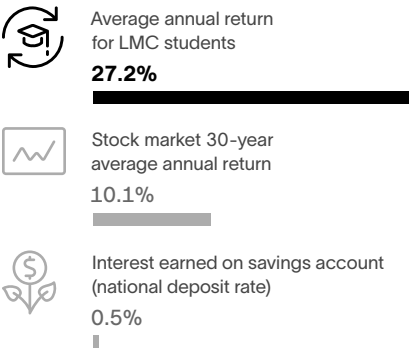 Average annual return
for LMC students
27.2%
Stock market 30-year
average annual return
10.1%
Interest earned on savings account
(national deposit rate)
0.5%